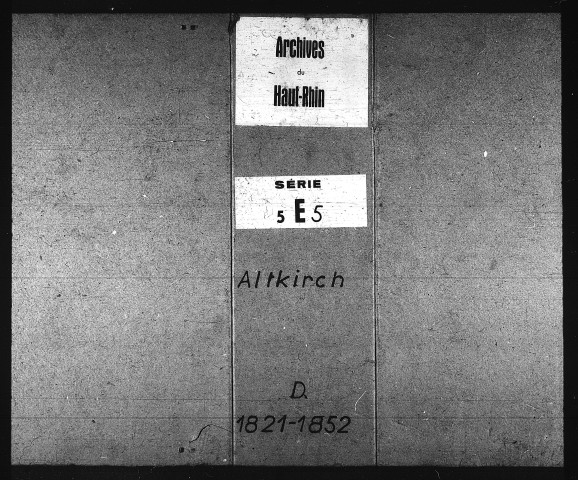 Archives
du
Haut-Rhin
SÉRIE
5 E 5
Altkirch
D.
1821-1852